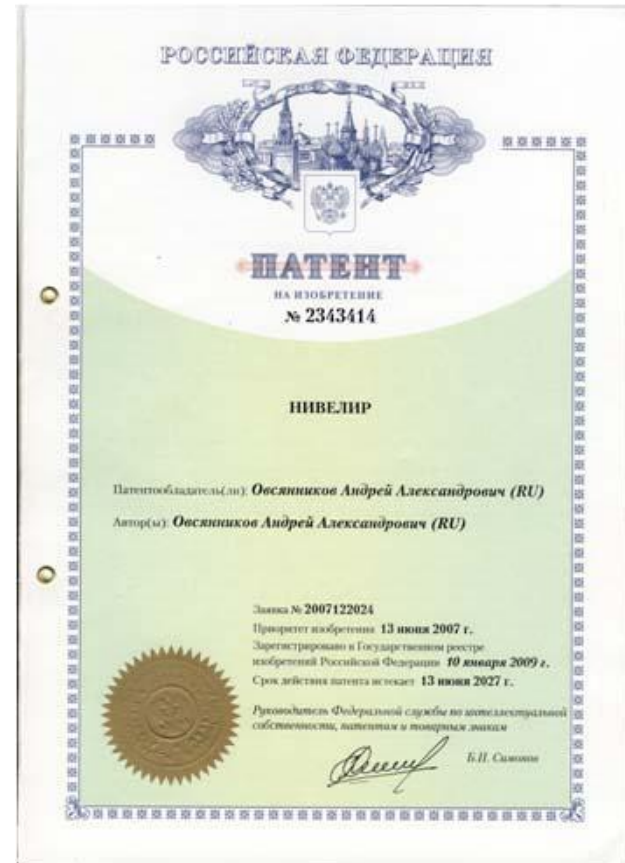 РОССИЙСКАЯ ФЕДЕРАЦИЯ
ПАТЕНТ
НА ИЗОБРЕТЕНИЕ
№ 2343414
НИВЕЛИР
Патентообладатель(ли): Овсянников Андрей Александрович (RU)
Автор(ы): Овсянников Андрей Александрович (RU)
Заявка № 2007122024
Приоритет изобретения 13 июня 2007 г.
Зарегистрировано в Государственном реестре
изобретений Российской Федерации 10 января 2009 г.
Срок действия патента истекает 13 июня 2027 г.
Руководитель Федеральной службы по интеллектуальной
собственности, патентам и товарным знакам
Б.П. Симонов